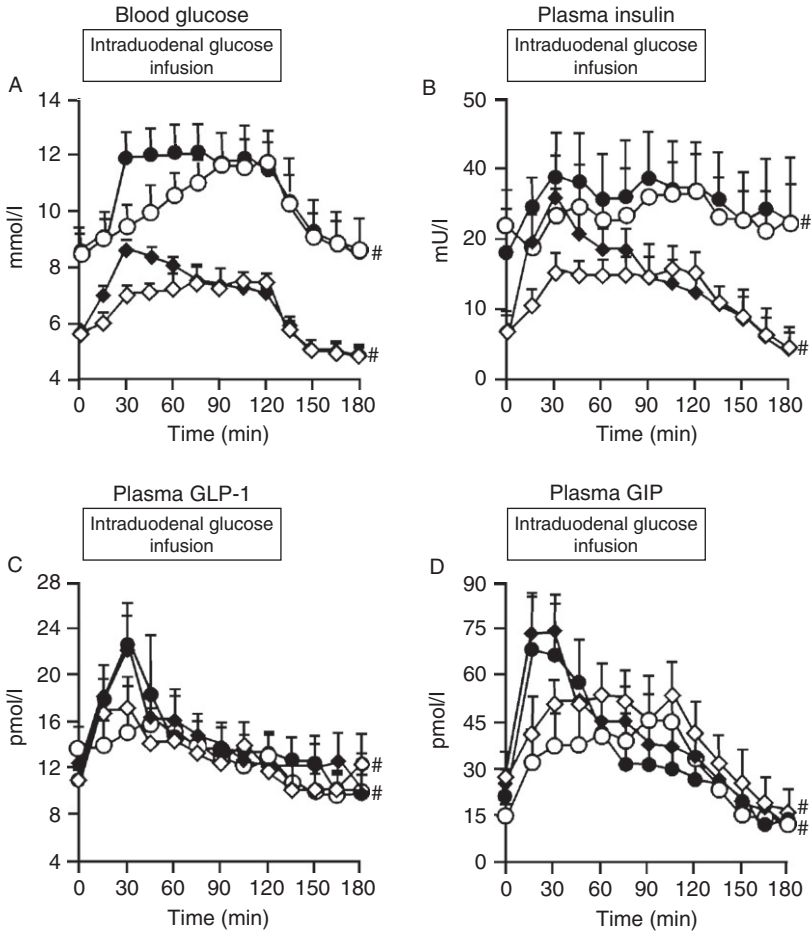 Blood glucose
Intraduodenal glucose
infusion
A
14
12
10
8
6
4
mmol/l
#
#
0 30 60 90 120 150 180
Time (min)
Plasma insulin
Intraduodenal glucose
infusion
B
50
40
20
10
0
mU/l
#
#
0 30 60 90 120 150 180
Time (min)
Plasma GLP-1
Intraduodenal glucose
infusion
C
28
24
20
16
12
8
4
pmol/l
#
#
0 30 60 90 120 150 180
Time (min)
Plasma GIP
Intraduodenal glucose
infusion
D
90
75
60
45
30
15
0
pmol/l
#
#
0 30 60 90 120 150 180
Time (min)